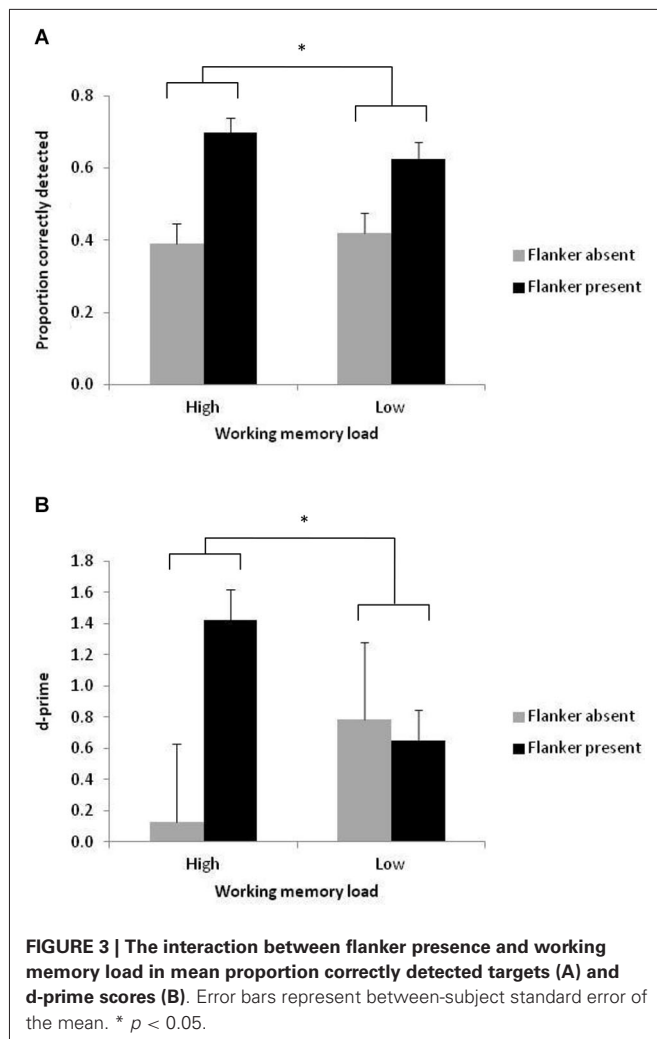 A
*
0.8
0.6
0.4
0.2
0.0
Proportion correctly detected
High
Low
Working memory load
Flanker absent
Flanker present
B
*
1.8
1.6
1.4
1.2
1.0
0.8
0.6
0.4
0.2
0.0
d-prime
High
Low
Working memory load
Flanker absent
Flanker present
FIGURE 3 | The interaction between flanker presence and working
memory load in mean proportion correctly detected targets (A) and
d-prime scores (B). Error bars represent between-subject standard error of
the mean. * p < 0.05.